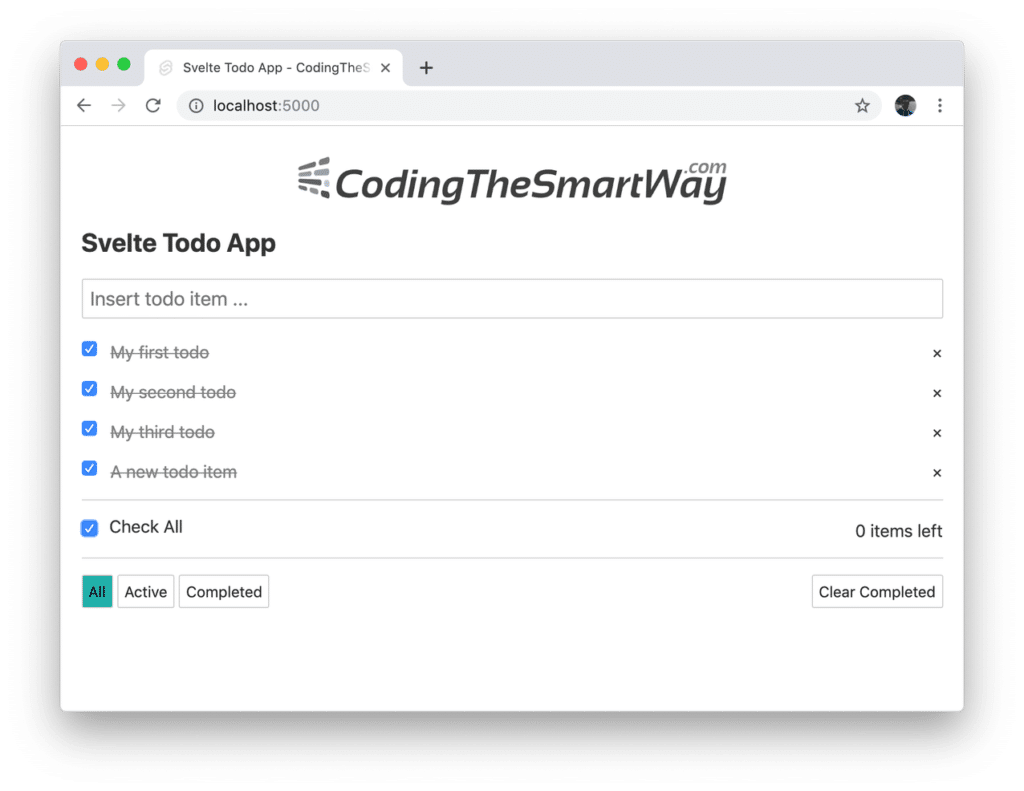 Svelte Todo App - CodingTheS
localhost:5000
CodingTheSmartWay.com
Svelte Todo App
Insert todo item ...
My first todo
My second todo
My third todo
A new todo item
Check All 0 items left
All Active Completed Clear Completed